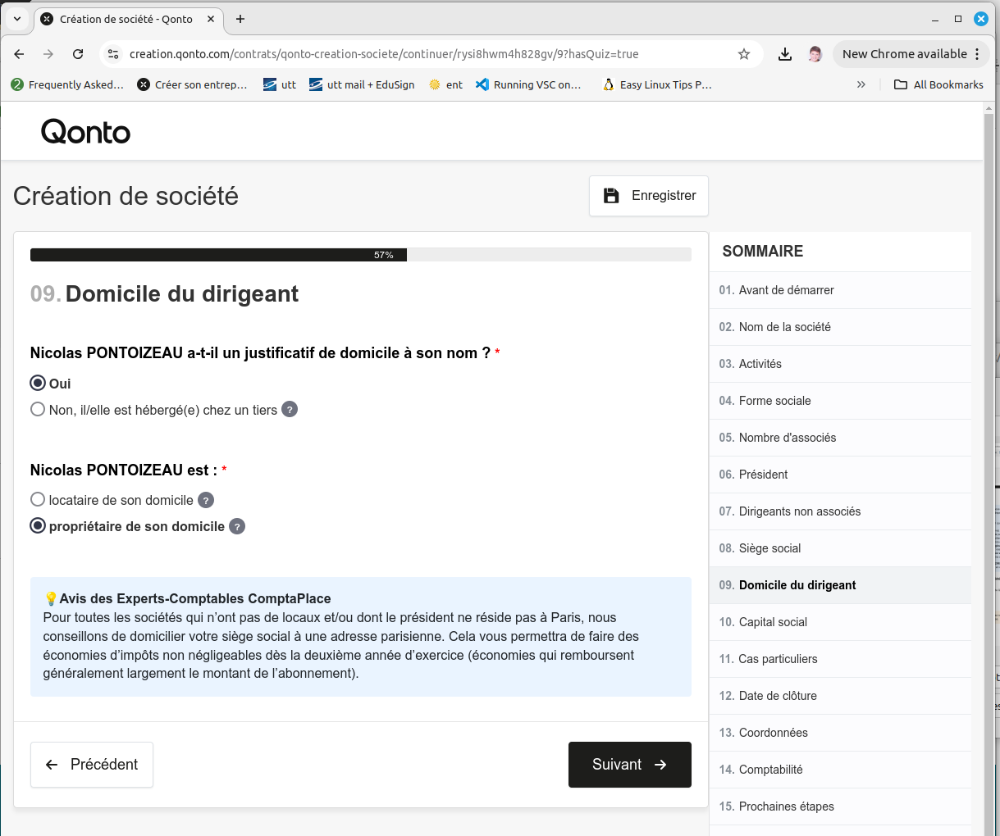 Création de société - Qonto
creation.qonto.com/contrats/qonto-creation-societe/continuer/rysi8hwm4h828gv/9?hasQuiz=true
New Chrome available
Frequently Asked…
Créer son entrep…
utt
utt mail + EduSign
ent
Running VSC on…
Easy Linux Tips P…
All Bookmarks
Qonto
Création de société
Enregistrer
57%
09. Domicile du dirigeant
Nicolas PONTOIZEAU a-t-il un justificatif de domicile à son nom ? *
Oui
Non, il/elle est hébergé(e) chez un tiers ?
Nicolas PONTOIZEAU est : *
locataire de son domicile ?
propriétaire de son domicile ?
💡Avis des Experts-Comptables ComptaPlace
Pour toutes les sociétés qui n’ont pas de locaux et/ou dont le président ne réside pas à Paris, nous
conseillons de domicilier votre siège social à une adresse parisienne. Cela vous permettra de faire des
économies d’impôts non négligeables dès la deuxième année d’exercice (économies qui remboursent
généralement largement le montant de l’abonnement).
Précédent
Suivant
SOMMAIRE
01. Avant de démarrer
02. Nom de la société
03. Activités
04. Forme sociale
05. Nombre d'associés
06. Président
07. Dirigeants non associés
08. Siège social
09. Domicile du dirigeant
10. Capital social
11. Cas particuliers
12. Date de clôture
13. Coordonnées
14. Comptabilité
15. Prochaines étapes